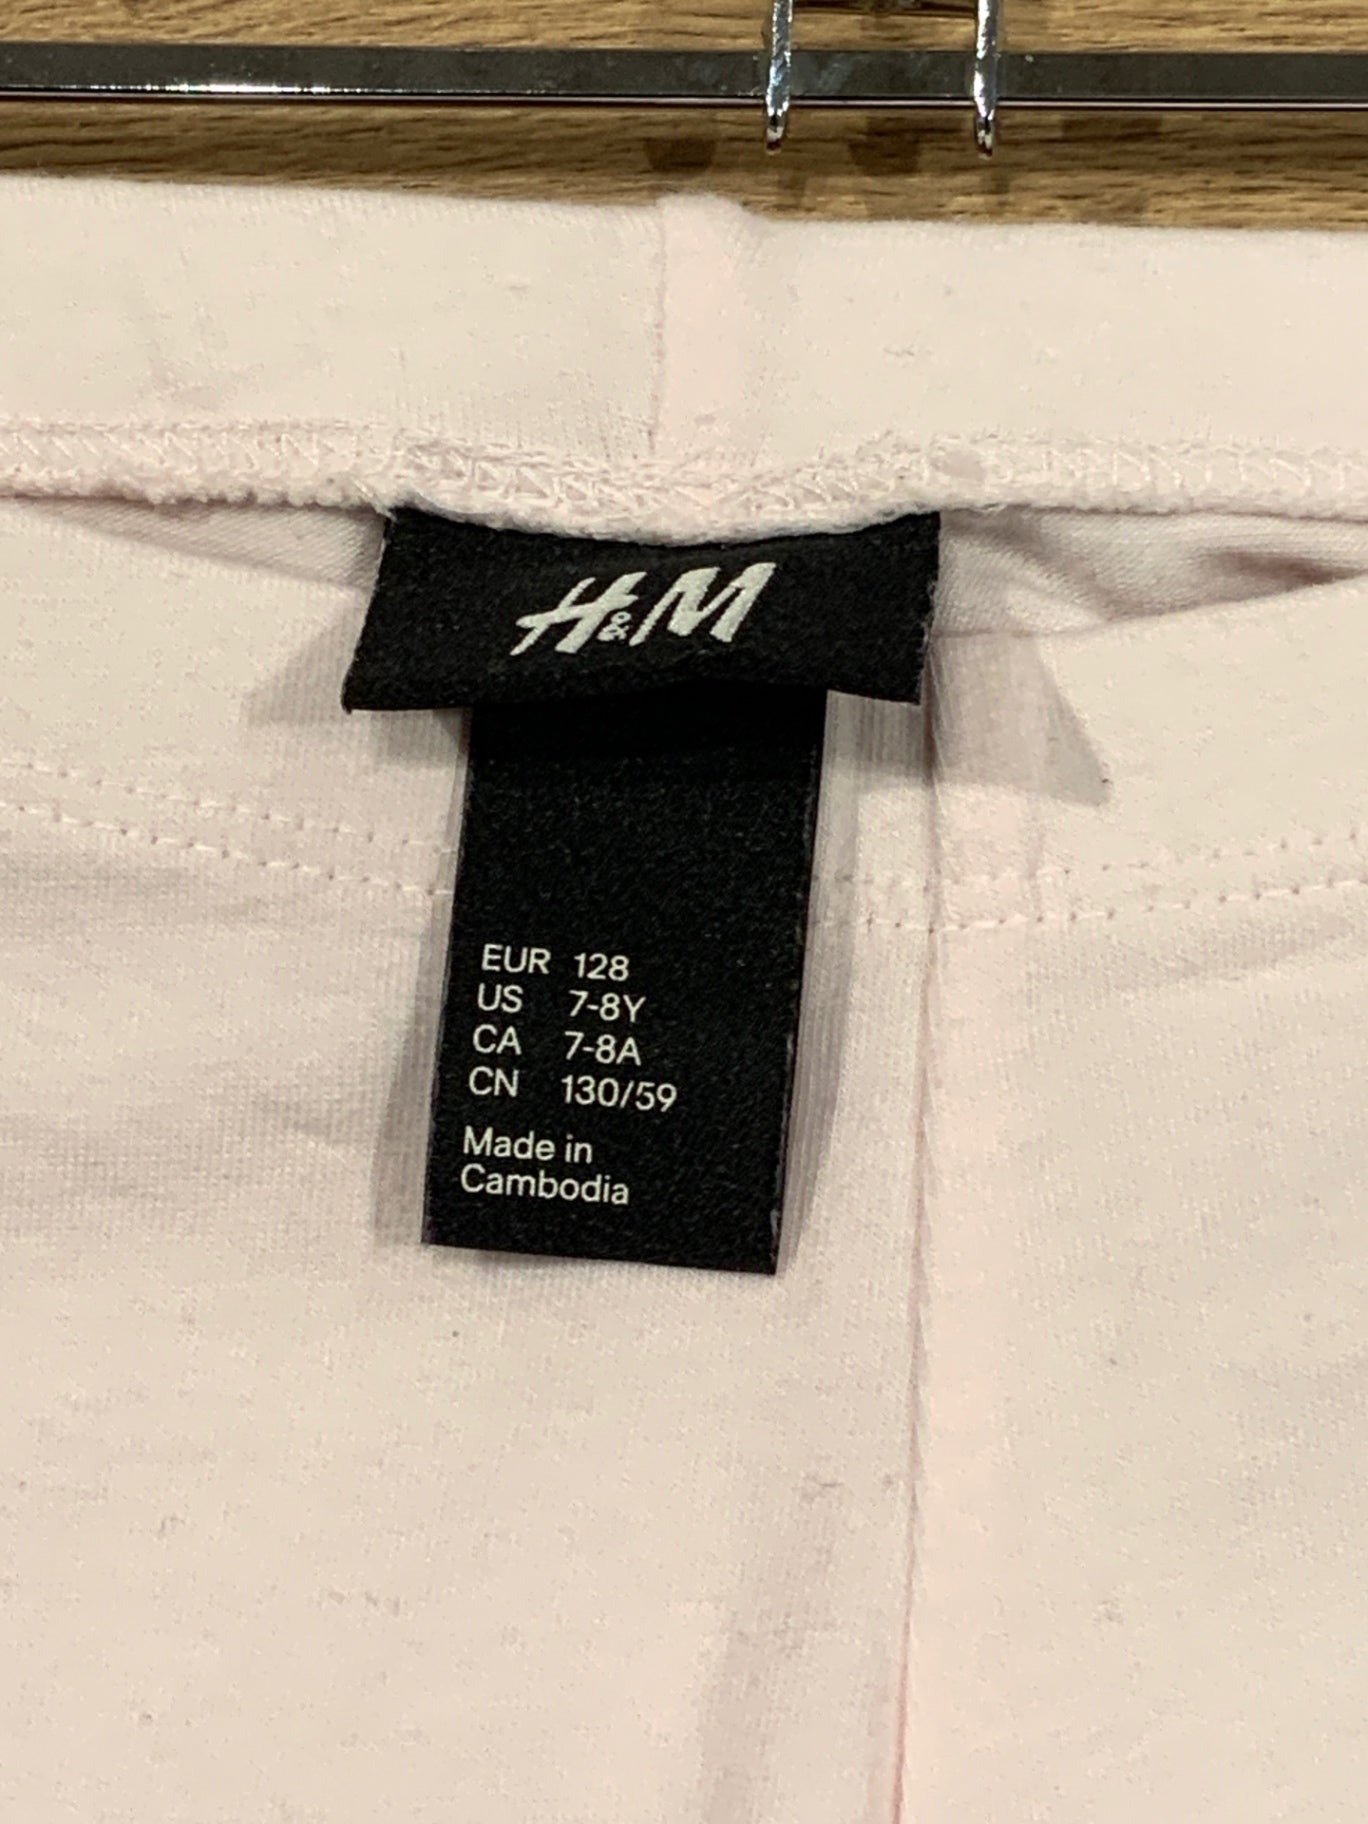 H&M
EUR 128
US 7-8Y
CA 7-8A
CN 130/59
Made in
Cambodia